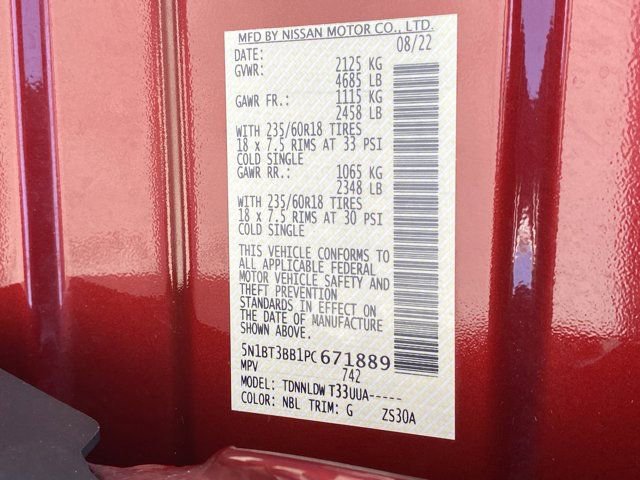 MFD BY NISSAN MOTOR CO., LTD.
DATE: 08/22
GVWR: 2125 KG
4685 LB
GAWR FR.: 1115 KG
2458 LB
WITH 235/60R18 TIRES
18 x 7.5 RIMS AT 33 PSI
COLD SINGLE
GAWR RR.: 1065 KG
2348 LB
WITH 235/60R18 TIRES
18 x 7.5 RIMS AT 30 PSI
COLD SINGLE
THIS VEHICLE CONFORMS TO
ALL APPLICABLE FEDERAL
MOTOR VEHICLE SAFETY AND
THEFT PREVENTION
STANDARDS IN EFFECT ON
THE DATE OF MANUFACTURE
SHOWN ABOVE.
5N1BT3BB1PC671889
MPV 742
MODEL: TDNNLDW T33UUA-----
COLOR: NBL TRIM: G ZS30A